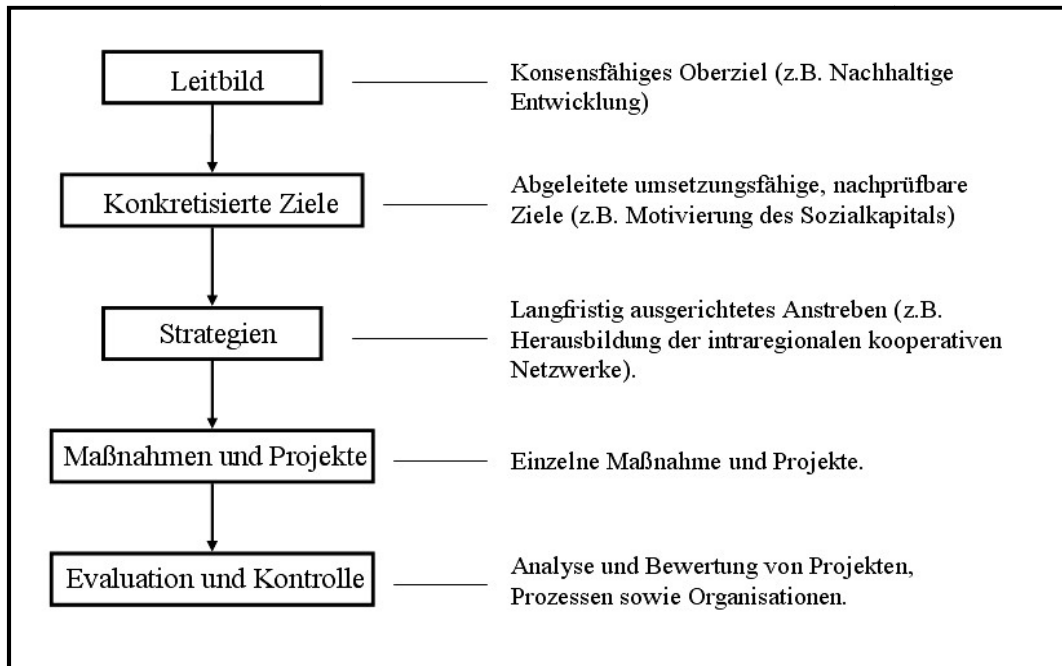 Leitbild
Konsensfähiges Oberziel (z.B. Nachhaltige
Entwicklung)
Konkretisierte Ziele
Abgeleitete umsetzungsfähige, nachprüfbare
Ziele (z.B. Motivierung des Sozialkapitals)
Strategien
Langfristig ausgerichtetes Anstreben (z.B.
Herausbildung der intraregionalen kooperativen
Netzwerke).
Maßnahmen und Projekte
Einzelne Maßnahme und Projekte.
Evaluation und Kontrolle
Analyse und Bewertung von Projekten,
Prozessen sowie Organisationen.